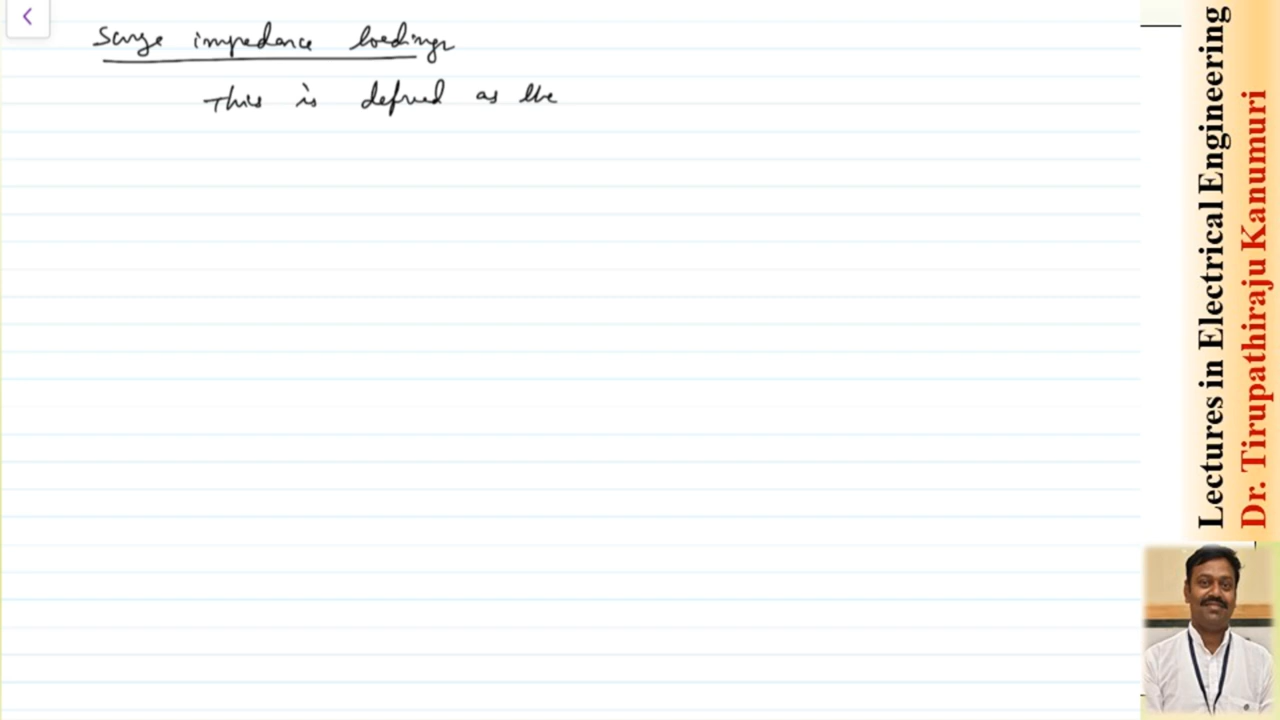 Surge impedance loading
This is defined as the
Lectures in Electrical Engineering
Dr. Tirupathiraju Kanumuri